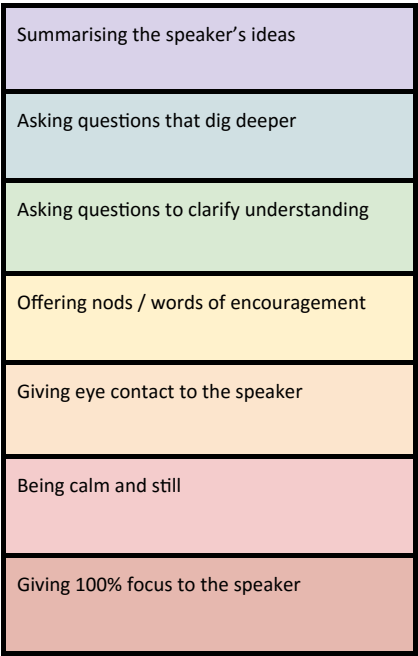 Summarising the speaker’s ideas
Asking questions that dig deeper
Asking questions to clarify understanding
Offering nods / words of encouragement
Giving eye contact to the speaker
Being calm and still
Giving 100% focus to the speaker